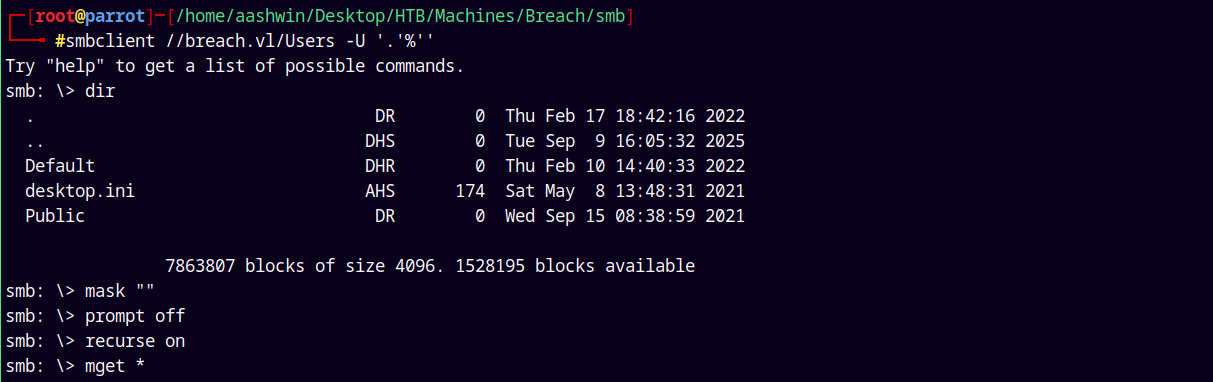 ┌─[root@parrot]─[/home/aashwin/Desktop/HTB/Machines/Breach/smb]
└──╼ #smbclient //breach.vl/Users -U '.'%''
Try "help" to get a list of possible commands.
smb: \> dir
  .                                  DR        0  Thu Feb 17 18:42:16 2022
  ..                                DHS        0  Tue Sep  9 16:05:32 2025
  Default                           DHR        0  Thu Feb 10 14:40:33 2022
  desktop.ini                       AHS      174  Sat May  8 13:48:31 2021
  Public                             DR        0  Wed Sep 15 08:38:59 2021
                7863807 blocks of size 4096. 1528195 blocks available
smb: \> mask ""
smb: \> prompt off
smb: \> recurse on
smb: \> mget *